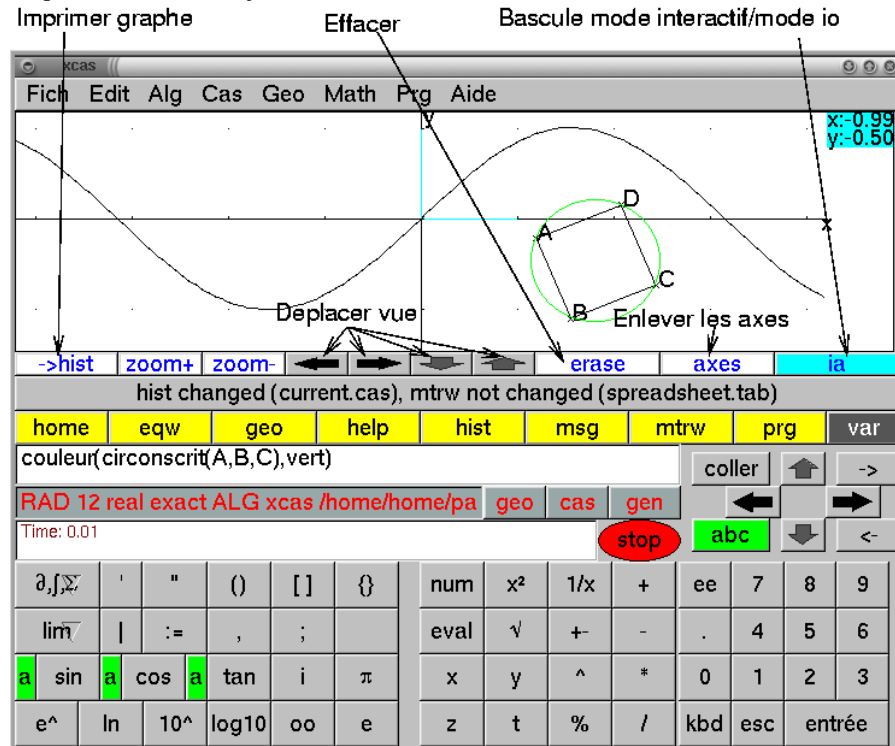 Imprimer graphe Effacer Bascule mode interactif/mode io
xcas
Fich Edit Alg Cas Geo Math Prg Aide
y x:-0.99
y:-0.50
D
A x
C
B
Deplacer vue Enlever les axes
->hist zoom+ zoom- erase axes ia
hist changed (current.cas), mtrw not changed (spreadsheet.tab)
home eqw geo help hist msg mtrw prg var
couleur(circonscrit(A,B,C),vert) coller ->
RAD 12 real exact ALG xcas /home/home/pa geo cas gen
Time: 0.01 stop abc <-
∂,∫,Σ ' " () [ ] {} num x² 1/x + ee 7 8 9
lim | := , ; eval √ +- - . 4 5 6
a sin a cos a tan i π x y ^ * 0 1 2 3
e^ ln 10^ log10 oo e z t % / kbd esc entrée